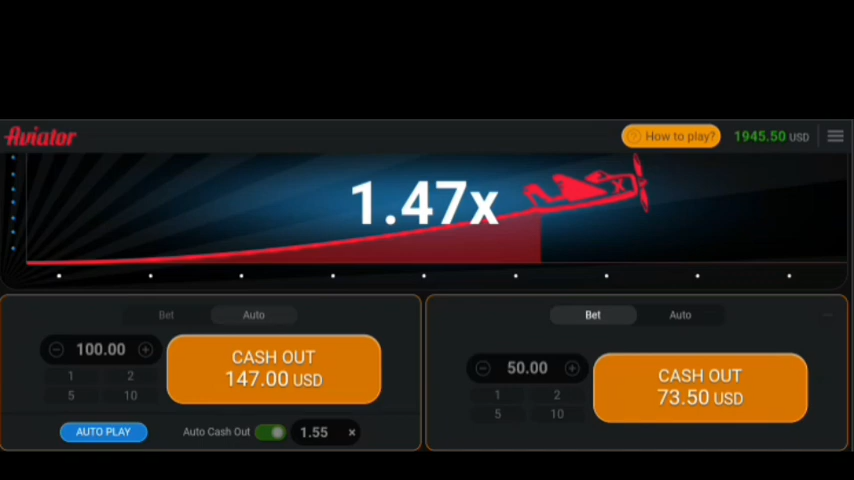 Aviator
How to play? 1945.50 USD
1.47x
Bet Auto
100.00
1 2
5 10
CASH OUT
147.00 USD
AUTO PLAY Auto Cash Out 1.55 ×
Bet Auto
50.00
1 2
5 10
CASH OUT
73.50 USD